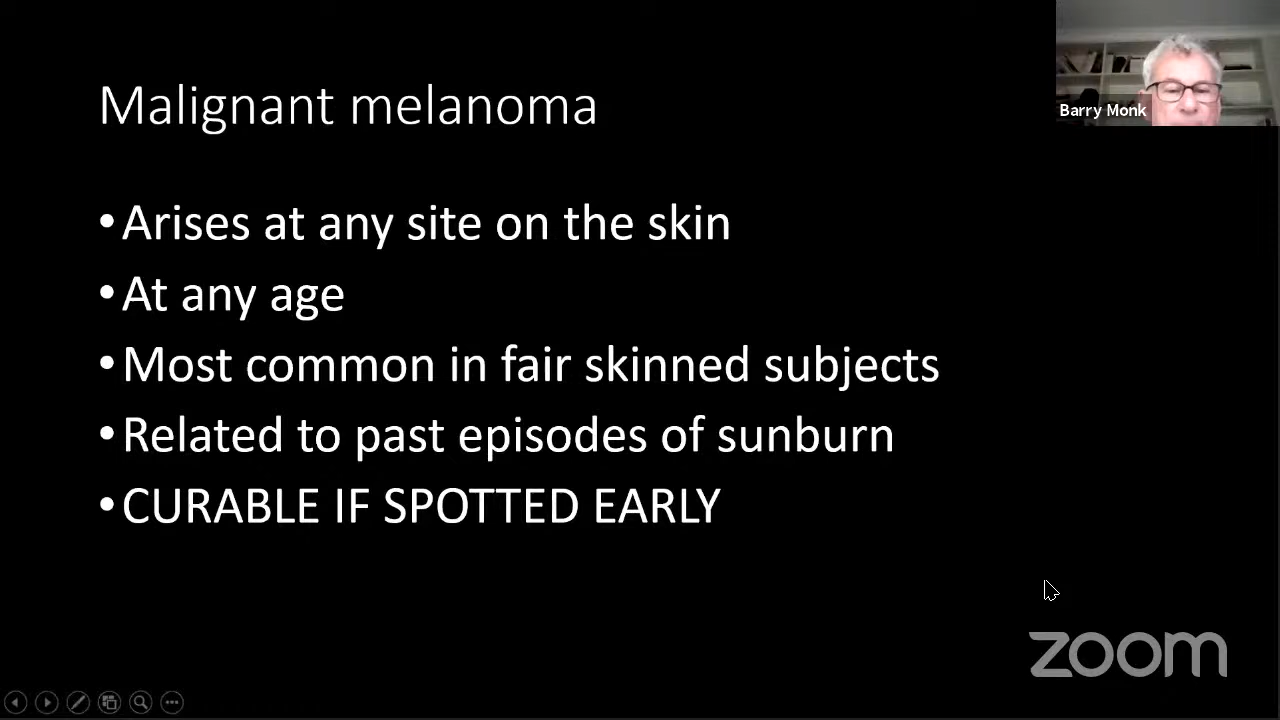 Malignant melanoma
Barry Monk
•Arises at any site on the skin
•At any age
•Most common in fair skinned subjects
•Related to past episodes of sunburn
•CURABLE IF SPOTTED EARLY
zoom